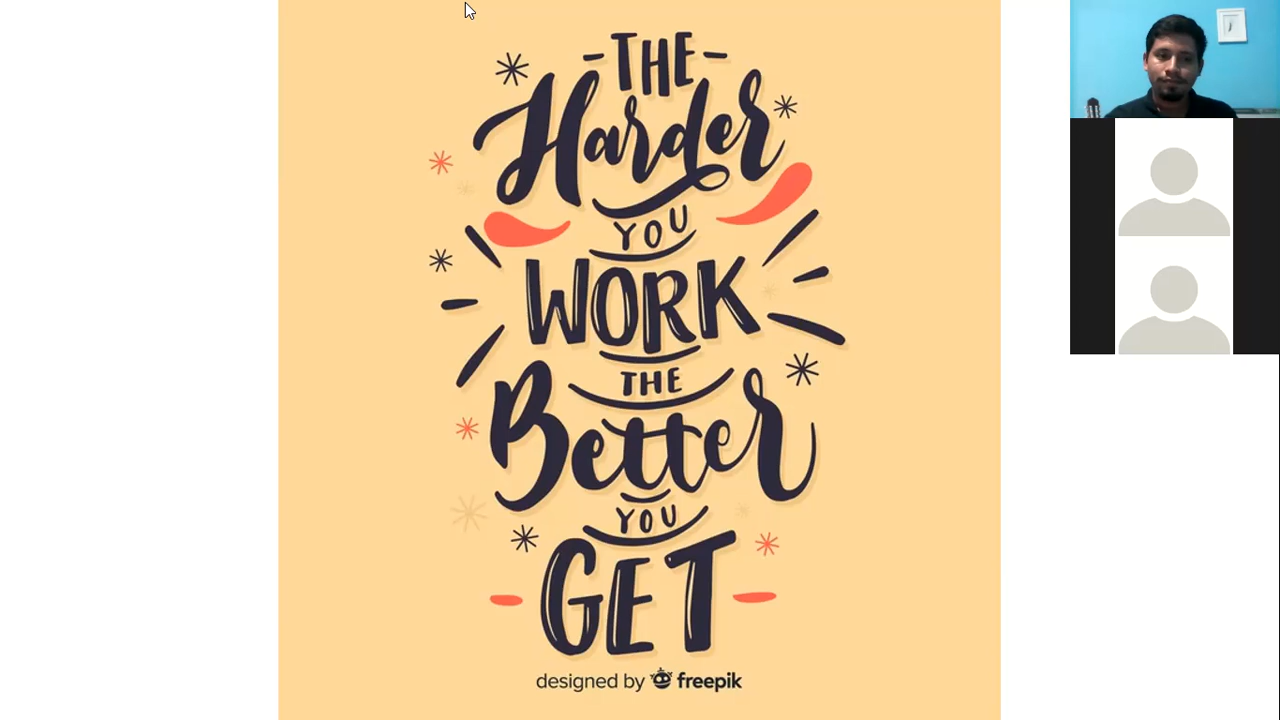 THE
Harder
YOU
WORK
THE
Better
YOU
GET
designed by freepik